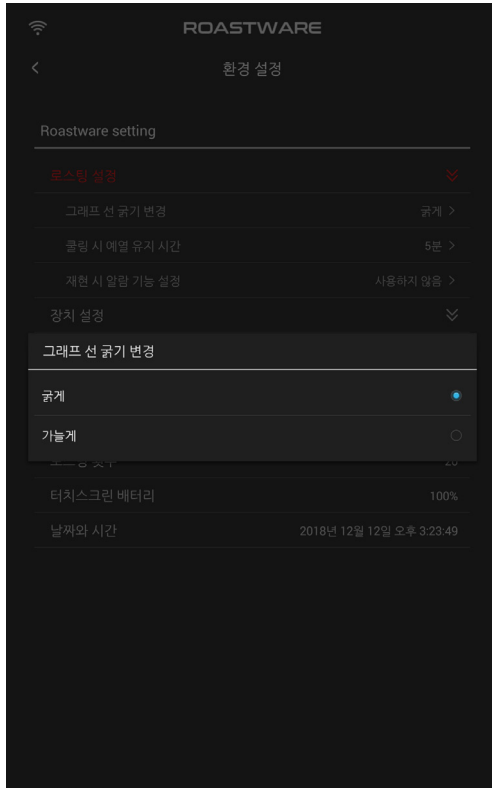 ROASTWARE
환경 설정
Roastware setting
로스팅 설정
그래프 선 굵기 변경 굵게
쿨링 시 예열 유지 시간 5분
재현 시 알람 기능 설정 사용하지 않음
장치 설정
그래프 선 굵기 변경
굵게
가늘게
터치스크린 배터리 100%
날짜와 시간 2018년 12월 12일 오후 3:23:49